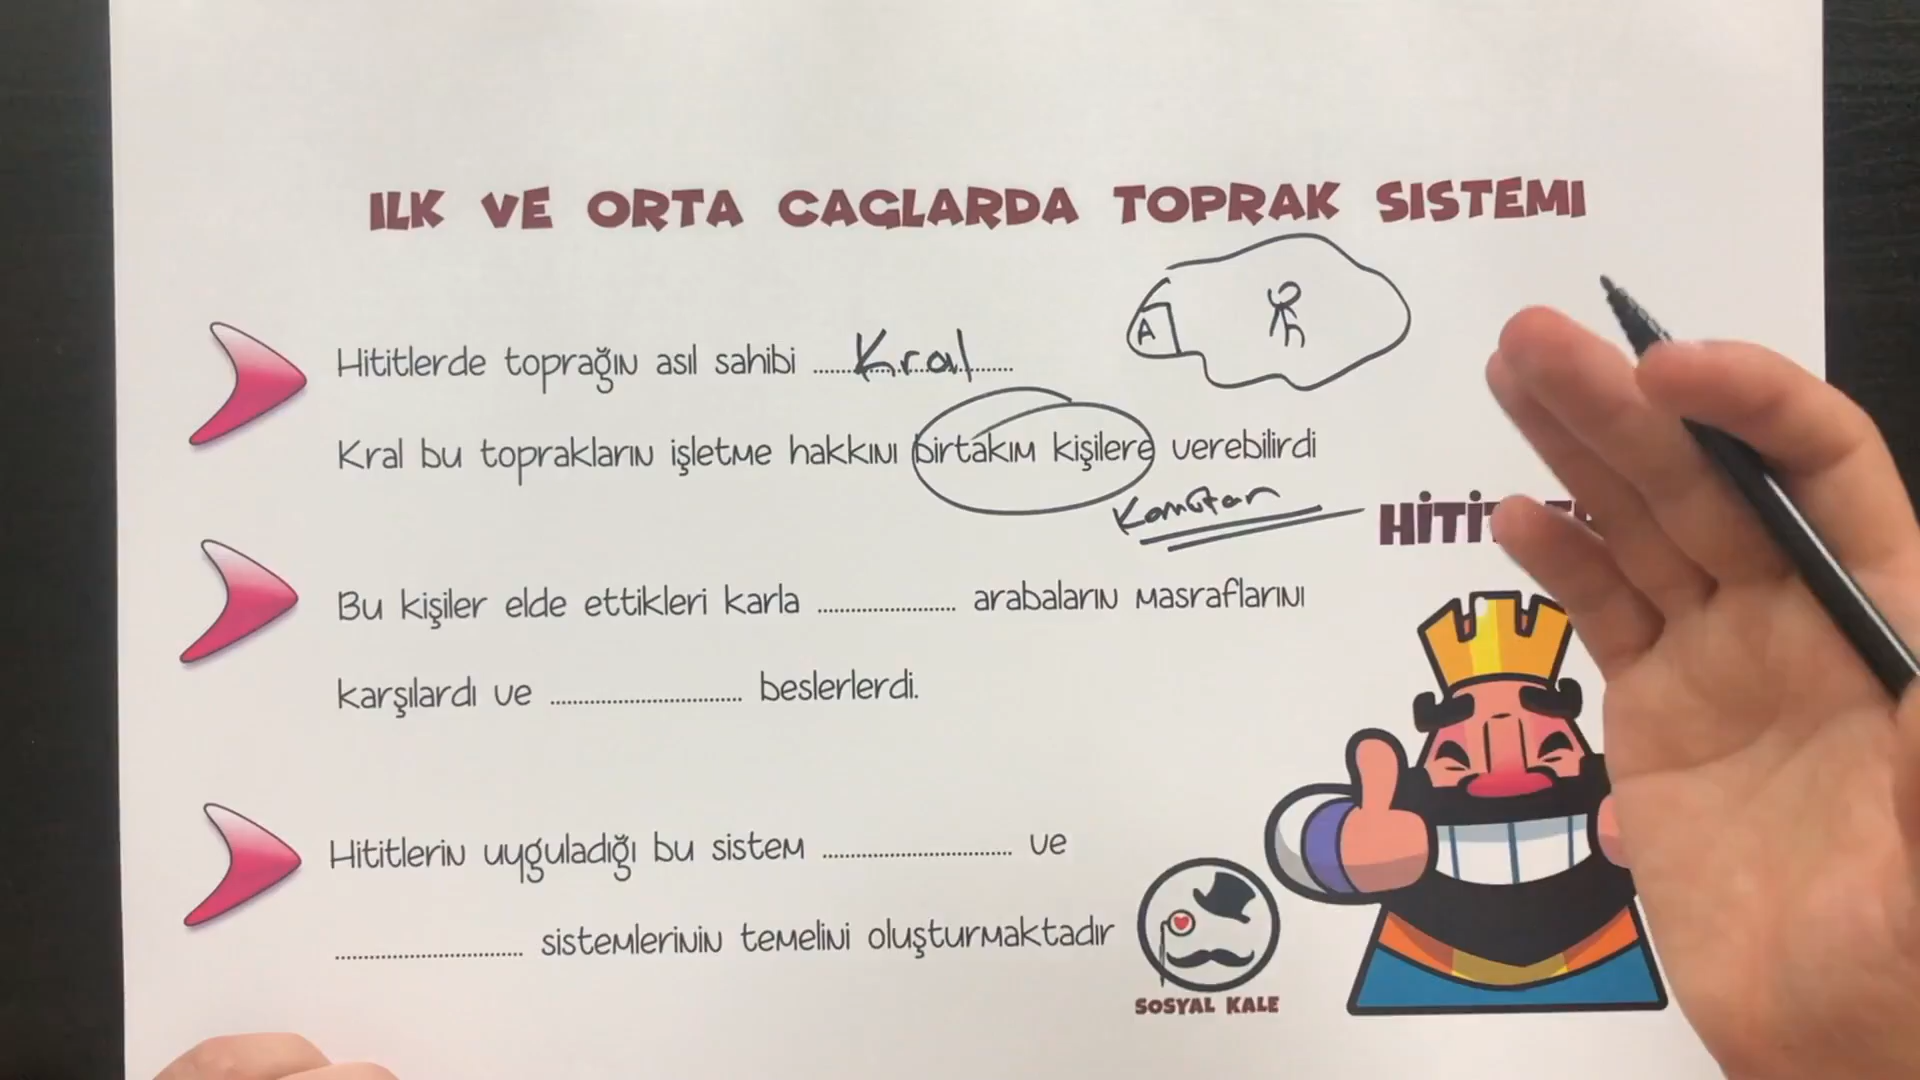 ILK VE ORTA CAGLARDA TOPRAK SISTEMI
A
Hititlerde toprağın asıl sahibi ........Kral........
Kral bu toprakların işletme hakkını birtakım kişilere verebilirdi
Komutan
Bu kişiler elde ettikleri karla .................... arabaların masraflarını
karşılardı ve .................... beslerlerdi.
Hititlerin uyguladığı bu sistem .................... ve
.................... sistemlerinin temelini oluşturmaktadır
SOSYAL KALE